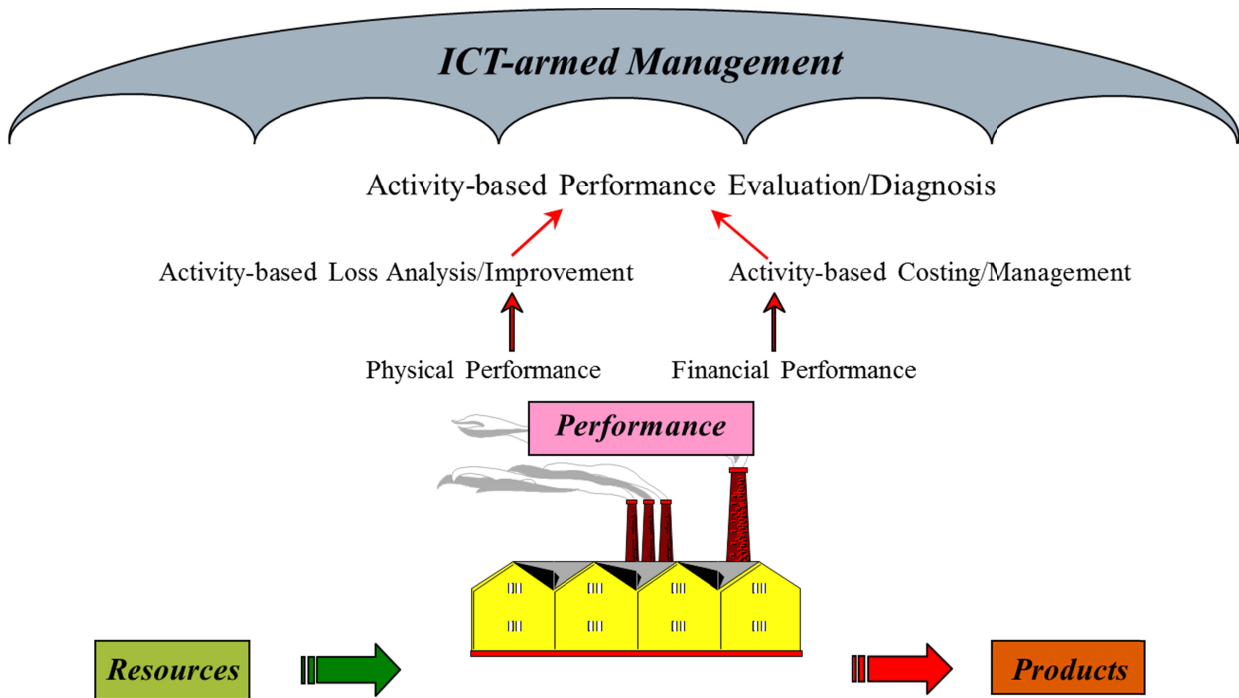 ICT-armed Management
Activity-based Performance Evaluation/Diagnosis
Activity-based Loss Analysis/Improvement
Activity-based Costing/Management
Physical Performance
Financial Performance
Performance
Resources
Products